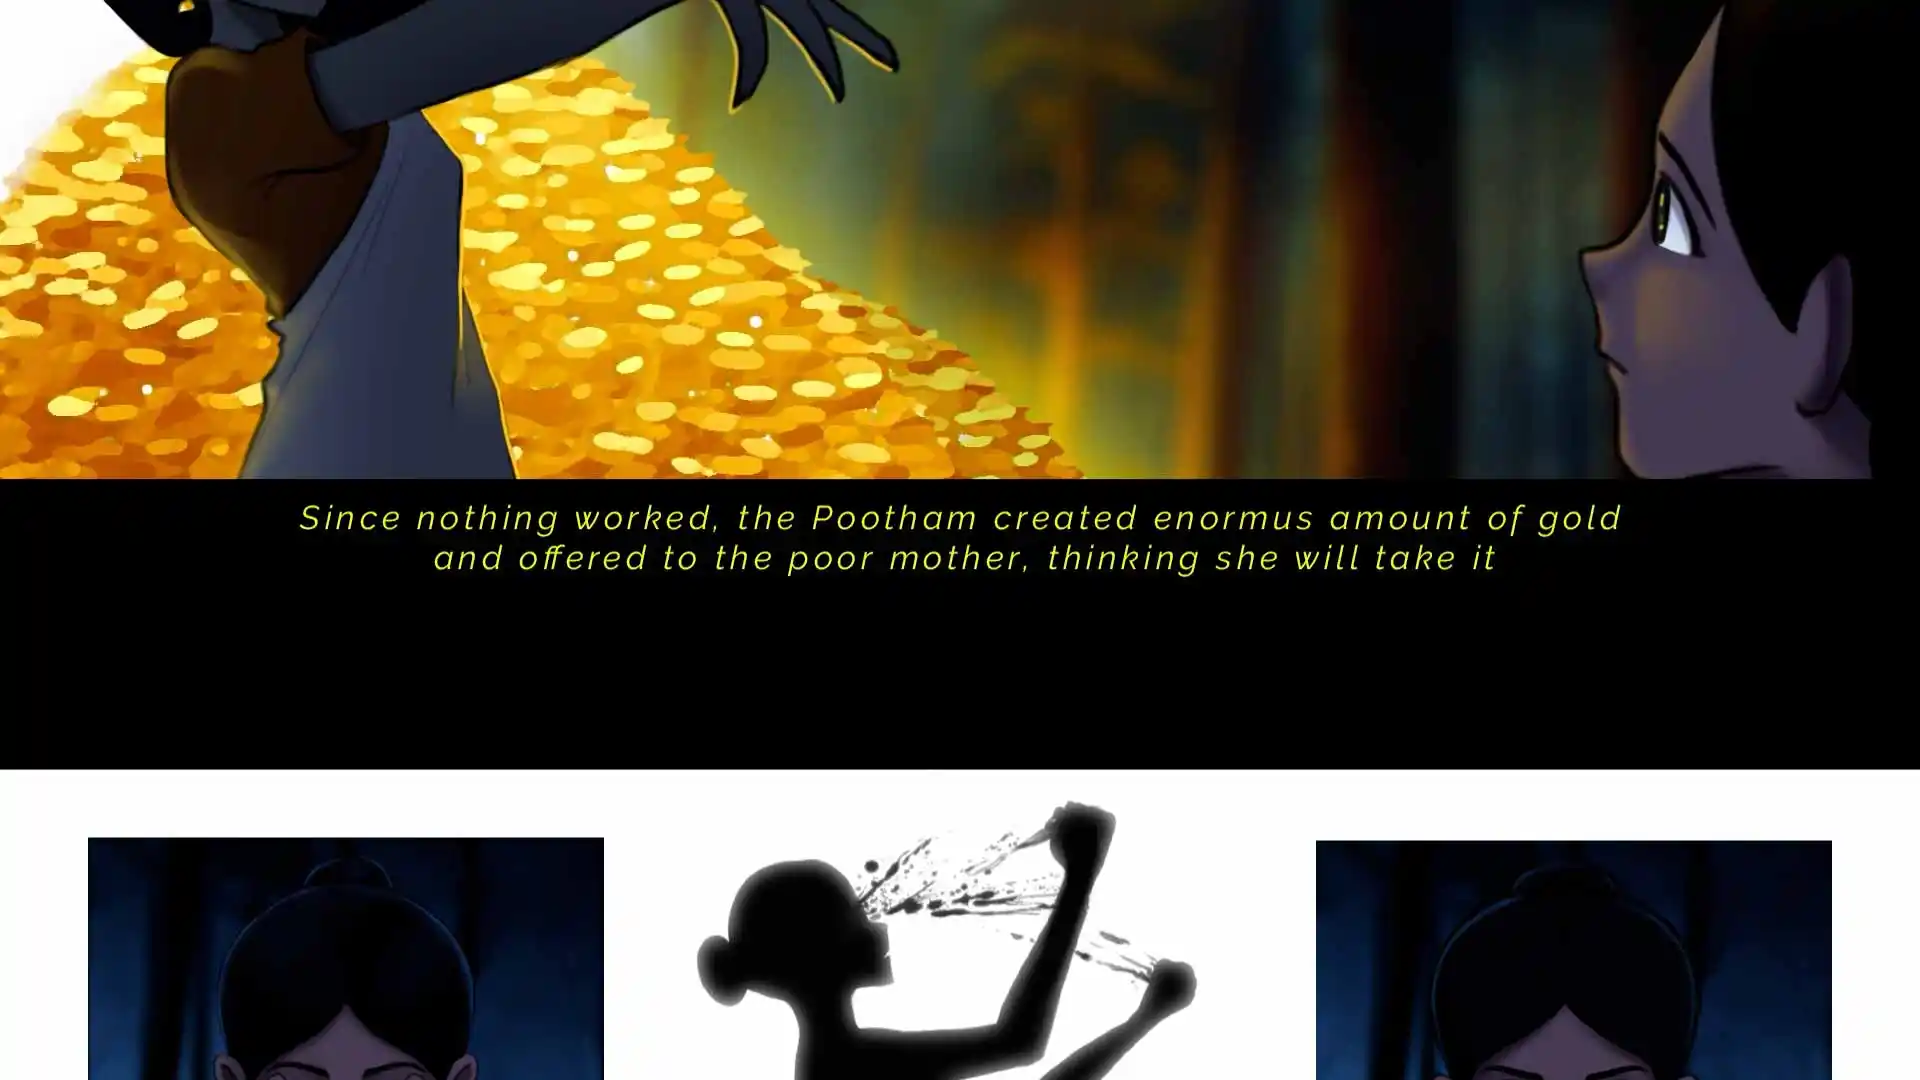 Since nothing worked, the Pootham created enormus amount of gold
and offered to the poor mother, thinking she will take it